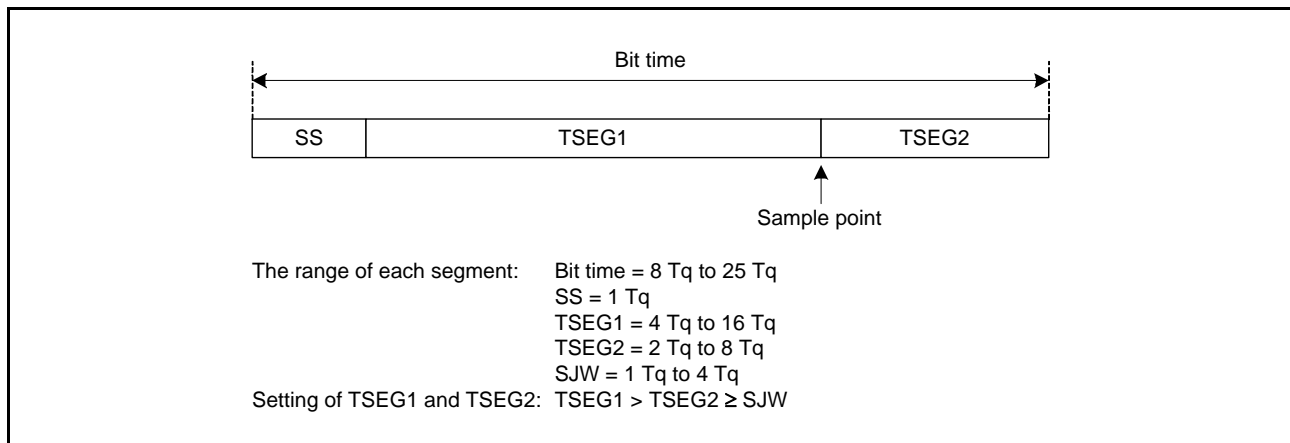 Bit time
SS TSEG1 TSEG2
Sample point
The range of each segment: Bit time = 8 Tq to 25 Tq
SS = 1 Tq
TSEG1 = 4 Tq to 16 Tq
TSEG2 = 2 Tq to 8 Tq
SJW = 1 Tq to 4 Tq
Setting of TSEG1 and TSEG2: TSEG1 > TSEG2 ≥ SJW